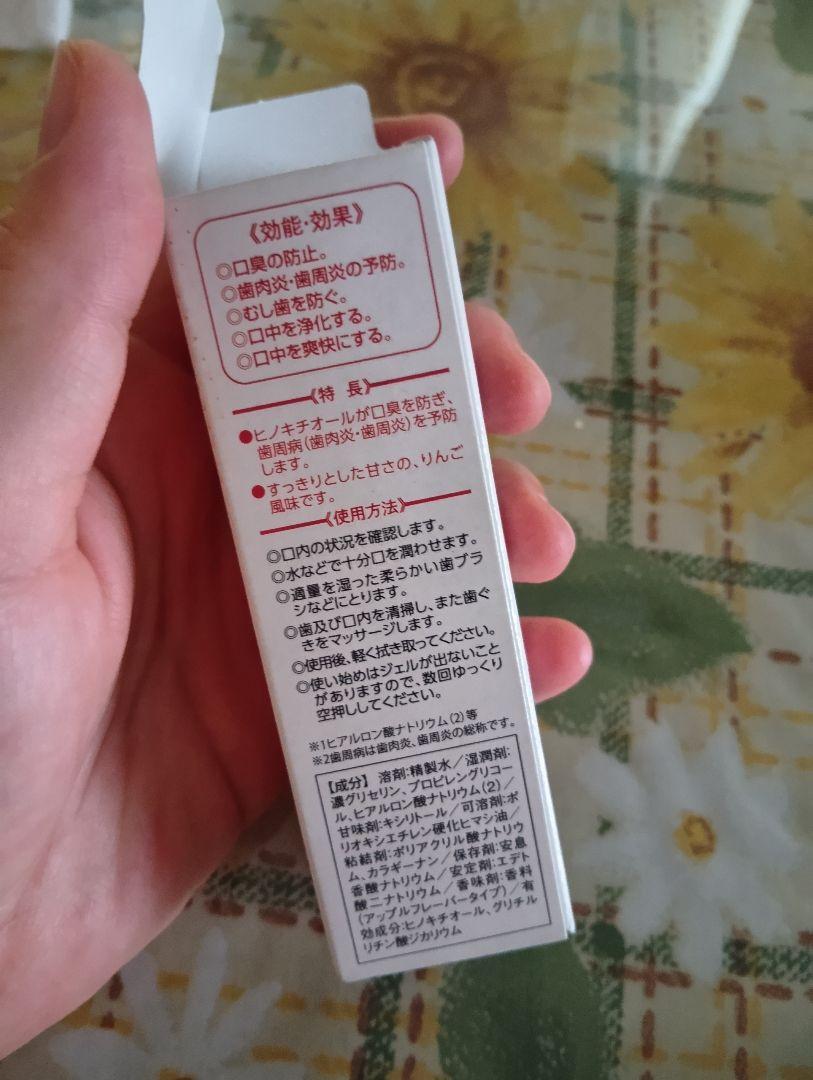 《効能・効果》
◎口臭の防止。
◎歯肉炎・歯周炎の予防。
◎むし歯を防ぐ。
◎口中を浄化する。
◎口中を爽快にする。
《特 長》
●ヒノキチオールが口臭を防ぎ、
歯周病(歯肉炎・歯周炎)を予防
します。
●すっきりとした甘さの、りんご
風味です。
《使用方法》
◎口内の状況を確認します。
◎水などで十分口を潤わせます。
◎適量を湿った柔らかい歯ブラ
シなどにとります。
◎歯及び口内を清掃し、また歯ぐ
きをマッサージします。
◎使用後、軽く拭き取ってください。
◎使い始めはジェルが出ないこと
がありますので、数回ゆっくり
空押ししてください。
※1ヒアルロン酸ナトリウム(2)等
※2歯周病は歯肉炎、歯周炎の総称です。
【成分】 溶剤:精製水/湿潤剤:
濃グリセリン、プロピレングリコー
ル、ヒアルロン酸ナトリウム(2)/
甘味剤:キシリトール/可溶剤:ポ
リオキシエチレン硬化ヒマシ油/
粘結剤:ポリアクリル酸ナトリウ
ム、カラギーナン/保存剤:安息
香酸ナトリウム/安定剤:エデト
酸二ナトリウム/香味剤:香料
(アップルフレーバータイプ)/有
効成分:ヒノキチオール、グリチル
リチン酸ジカリウム